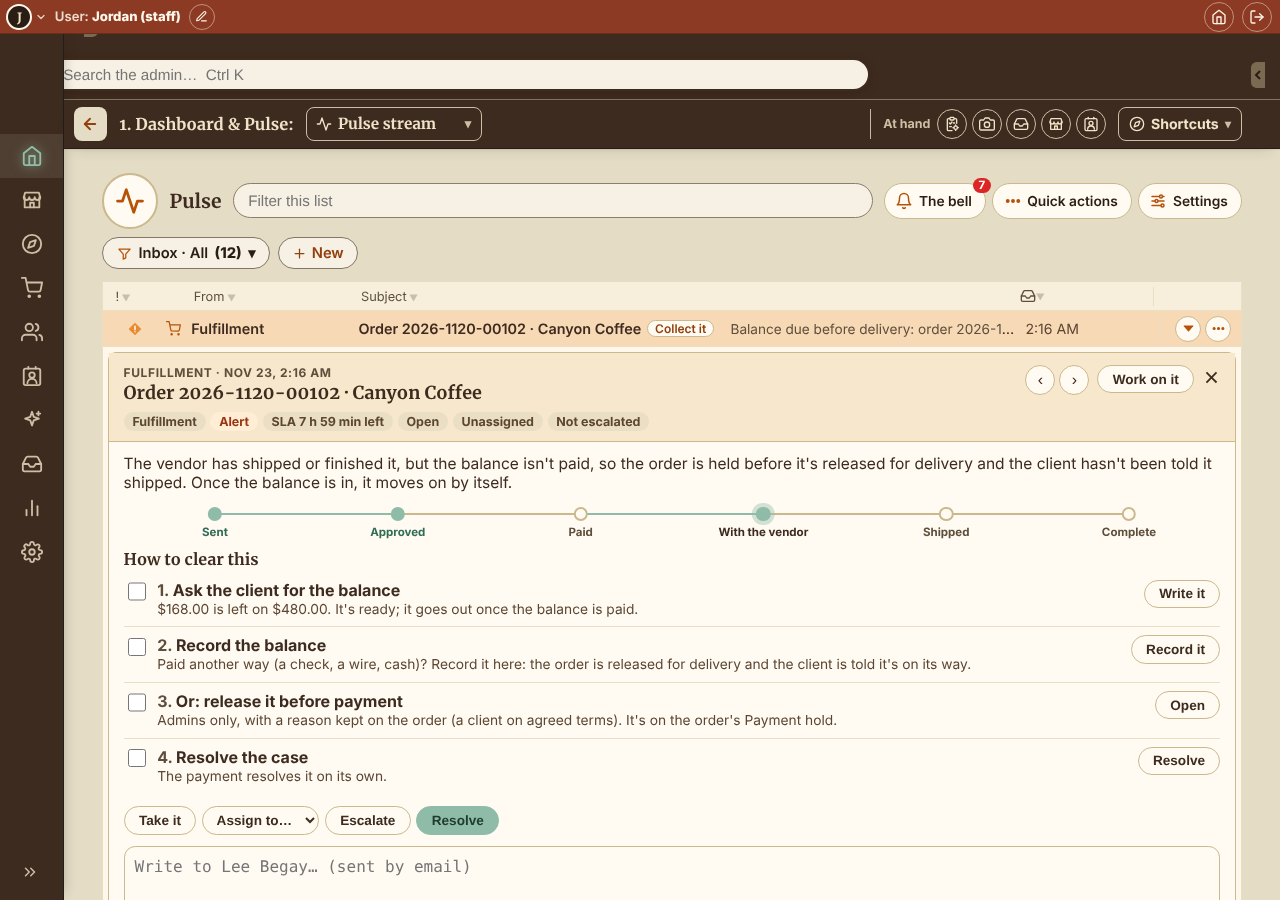 J User: Jordan (staff)
Search the admin… Ctrl K
1. Dashboard & Pulse: Pulse stream ▾ At hand Shortcuts ▾
Pulse Filter this list The bell 7 Quick actions Settings
Inbox · All (12) ▾ + New
! ▼ From ▼ Subject ▼ ▼
Fulfillment Order 2026-1120-00102 · Canyon Coffee Collect it Balance due before delivery: order 2026-1… 2:16 AM
FULFILLMENT · NOV 23, 2:16 AM
Order 2026-1120-00102 · Canyon Coffee ‹ › Work on it ✕
Fulfillment Alert SLA 7 h 59 min left Open Unassigned Not escalated
The vendor has shipped or finished it, but the balance isn't paid, so the order is held before it's released for delivery and the client hasn't been told it
shipped. Once the balance is in, it moves on by itself.
Sent Approved Paid With the vendor Shipped Complete
How to clear this
1. Ask the client for the balance Write it
$168.00 is left on $480.00. It's ready; it goes out once the balance is paid.
2. Record the balance Record it
Paid another way (a check, a wire, cash)? Record it here: the order is released for delivery and the client is told it's on its way.
3. Or: release it before payment Open
Admins only, with a reason kept on the order (a client on agreed terms). It's on the order's Payment hold.
4. Resolve the case Resolve
The payment resolves it on its own.
Take it Assign to… Escalate Resolve
Write to Lee Begay… (sent by email)